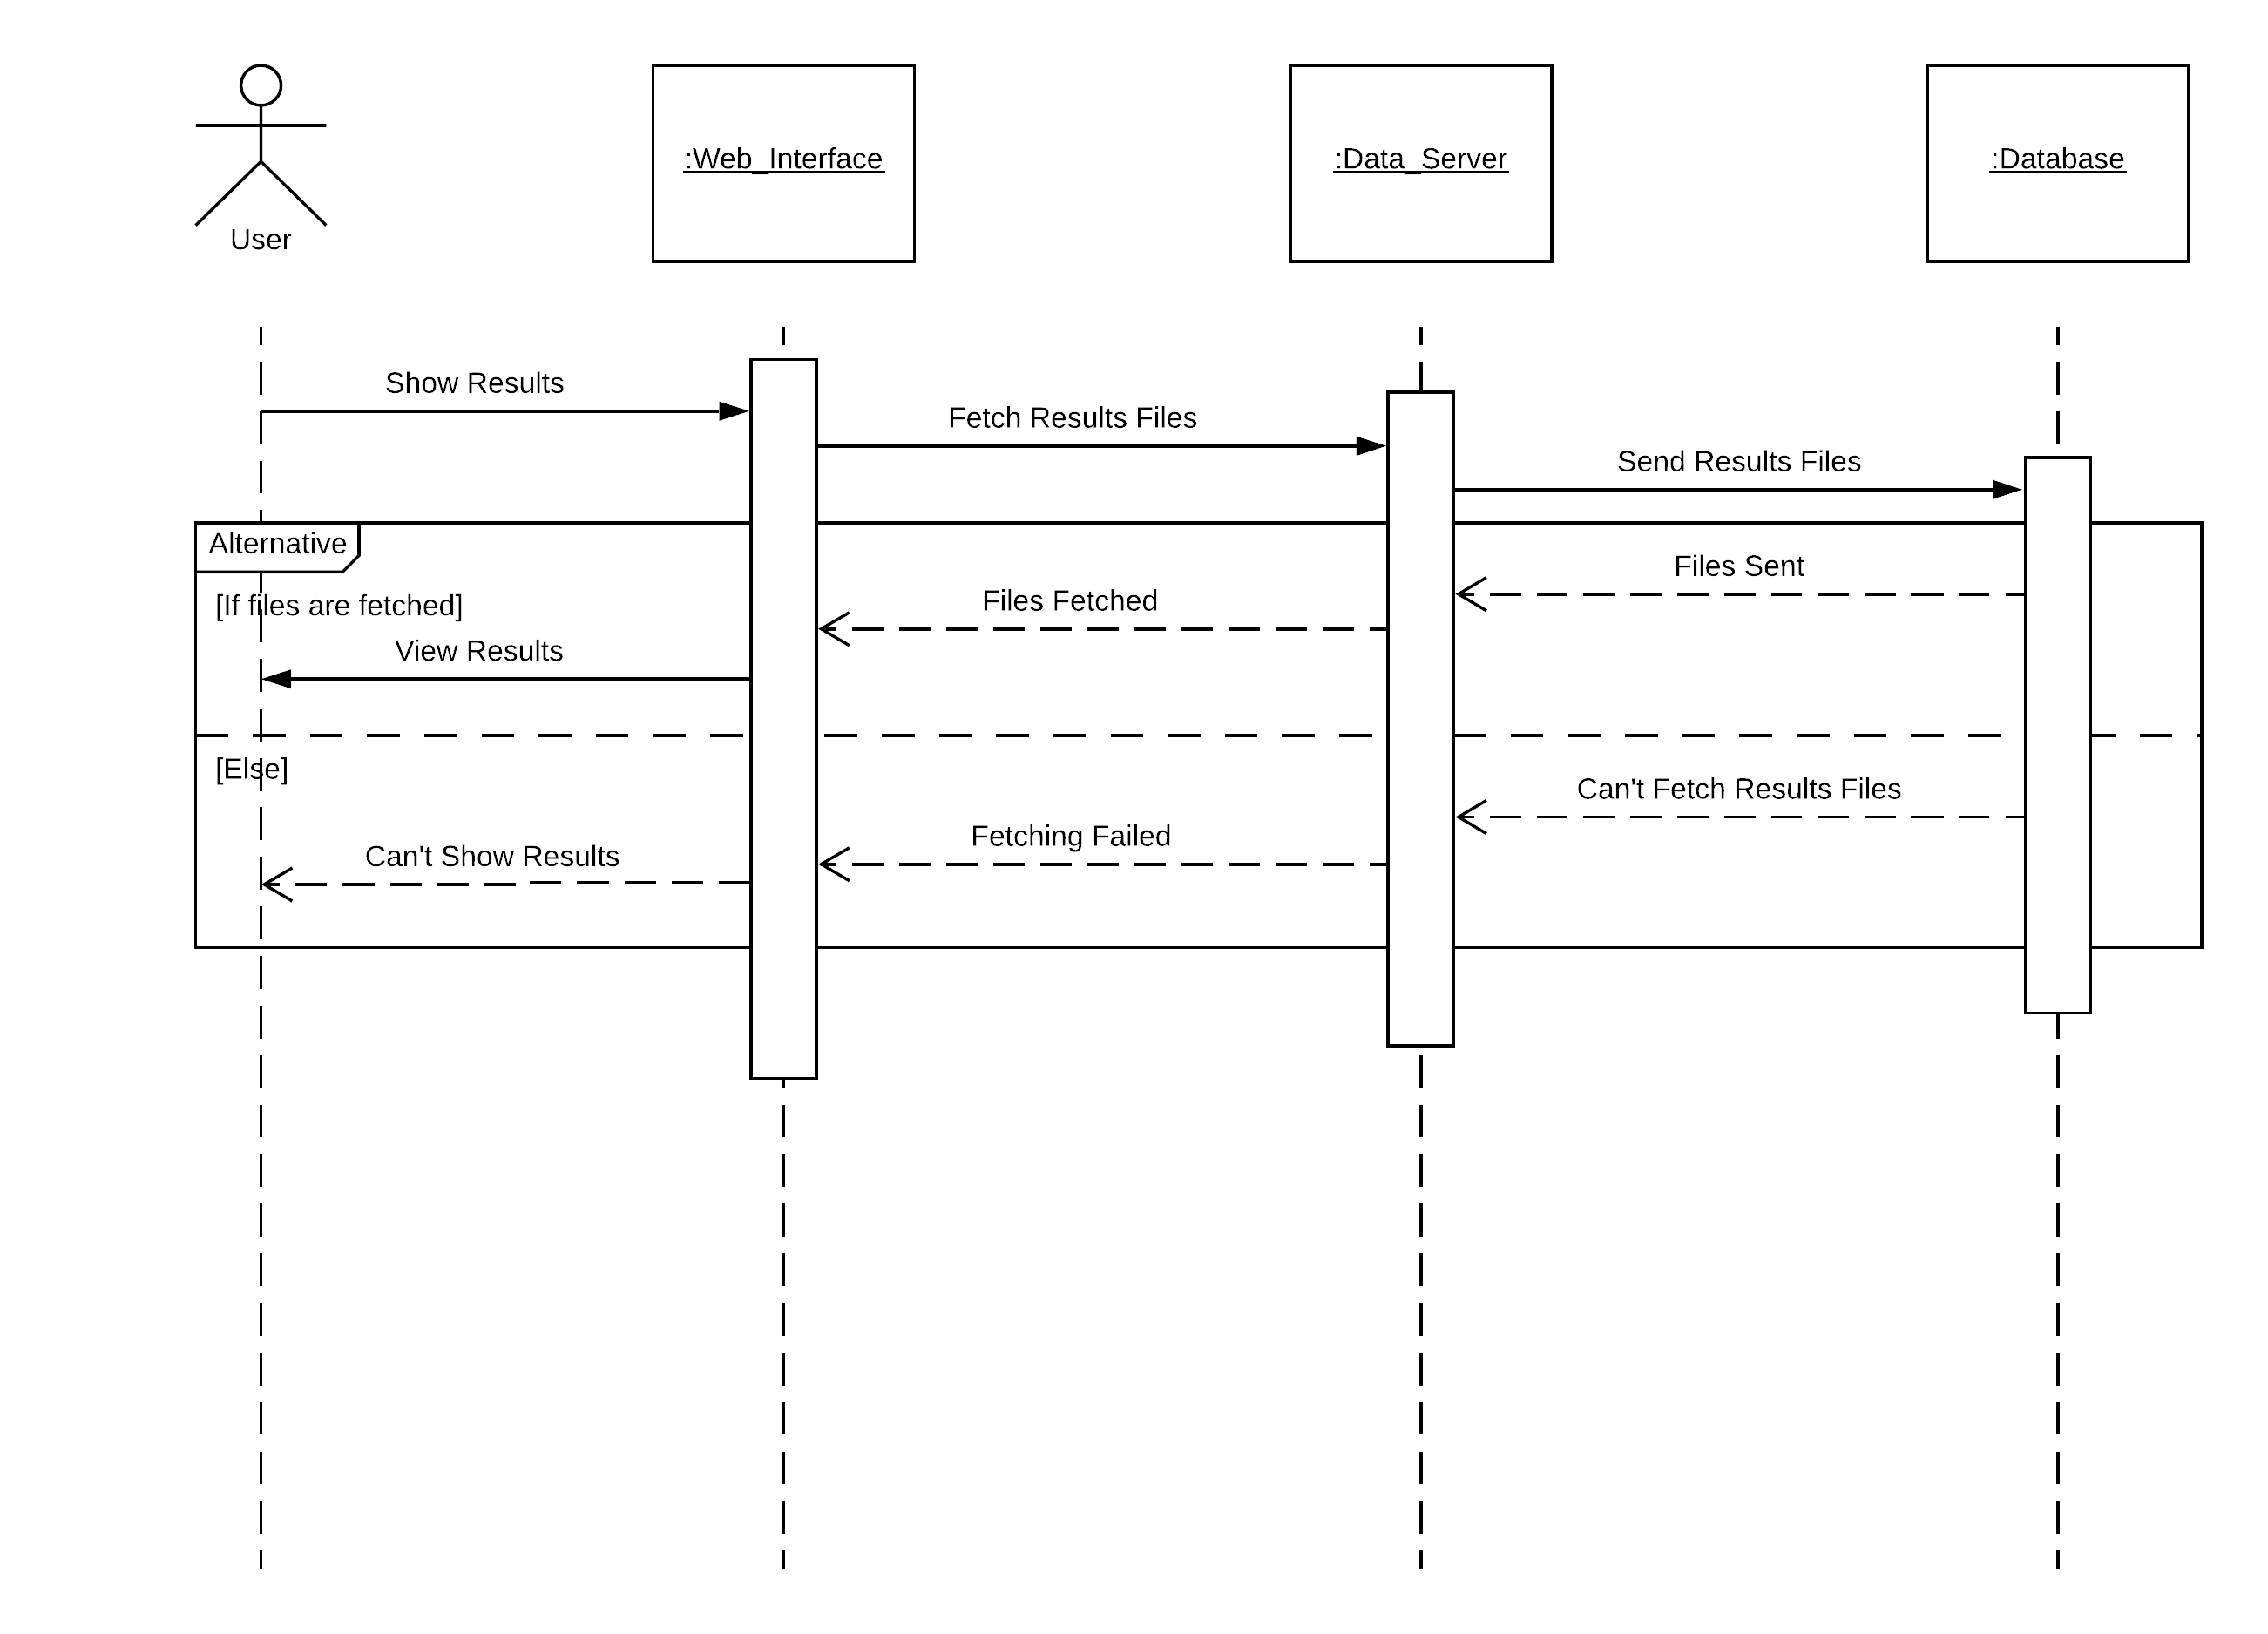 User
:Web_Interface
:Data_Server
:Database
Show Results
Fetch Results Files
Send Results Files
Alternative
Files Sent
[If files are fetched]
Files Fetched
View Results
[Else]
Can't Fetch Results Files
Fetching Failed
Can't Show Results